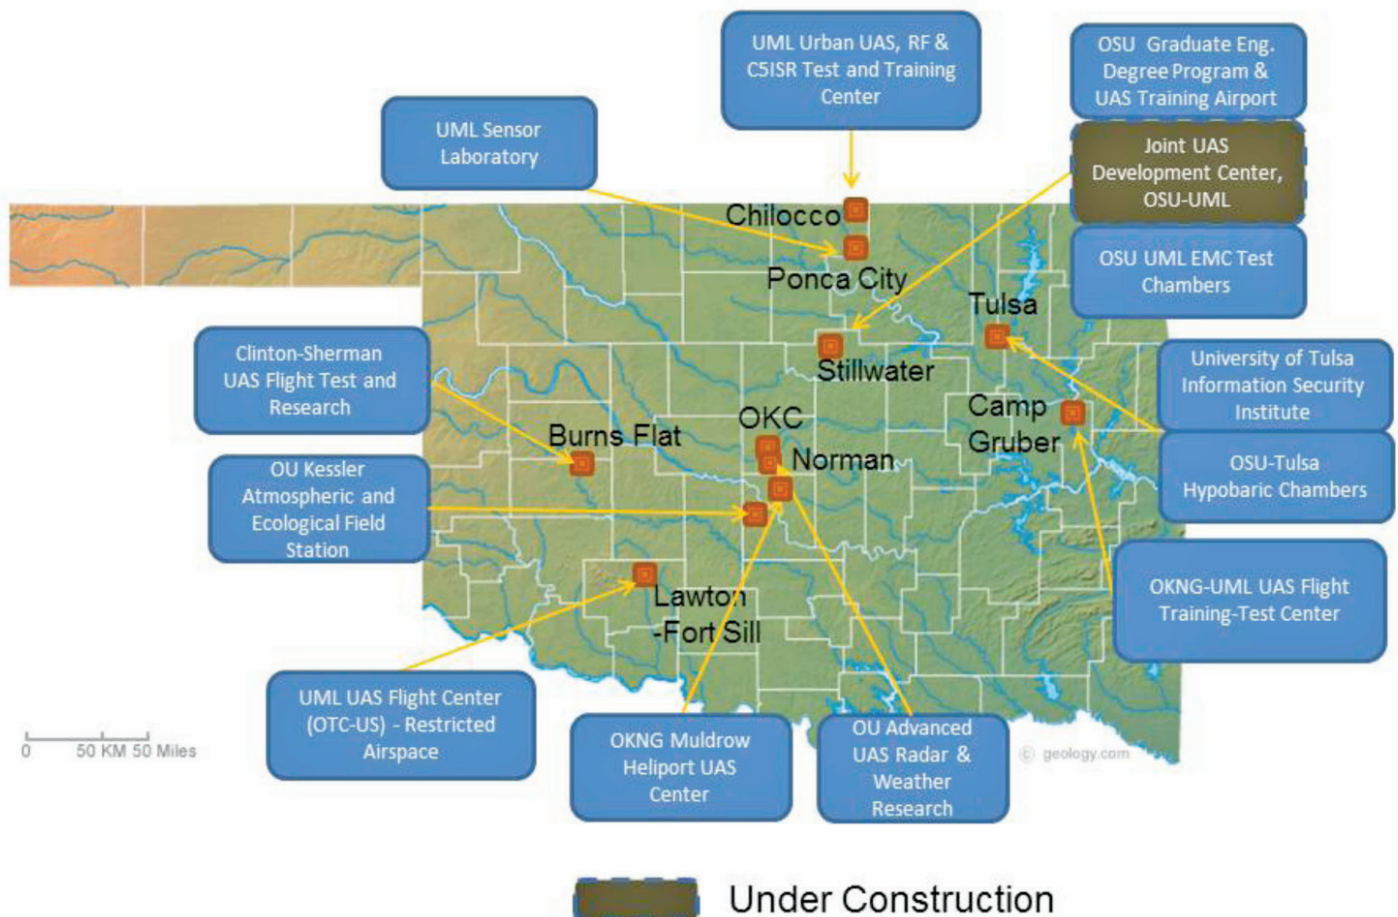 UML Urban UAS, RF &
C5ISR Test and Training
Center
OSU Graduate Eng.
Degree Program &
UAS Training Airport
UML Sensor
Laboratory
Joint UAS
Development Center,
OSU-UML
OSU UML EMC Test
Chambers
Chilocco
Ponca City
Tulsa
Stillwater
Clinton-Sherman
UAS Flight Test and
Research
University of Tulsa
Information Security
Institute
Camp
Gruber
OKC
Burns Flat
Norman
OU Kessler
Atmospheric and
Ecological Field
Station
OSU-Tulsa
Hypobaric Chambers
OKNG-UML UAS Flight
Training-Test Center
Lawton
-Fort Sill
UML UAS Flight Center
(OTC-US) - Restricted
Airspace
OKNG Muldrow
Heliport UAS
Center
OU Advanced
UAS Radar &
Weather
Research
0 50 KM 50 Miles
© geology.com
Under Construction